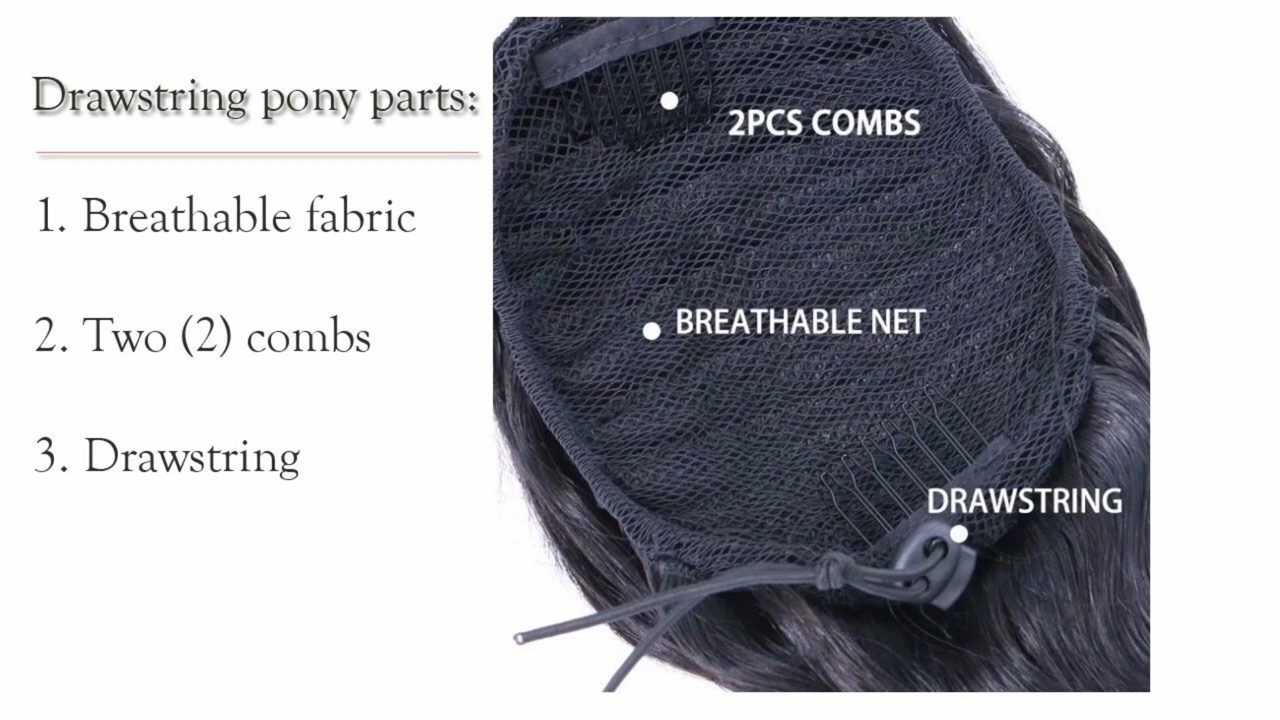 Drawstring pony parts:
1. Breathable fabric
2. Two (2) combs
3. Drawstring
2PCS COMBS
BREATHABLE NET
DRAWSTRING